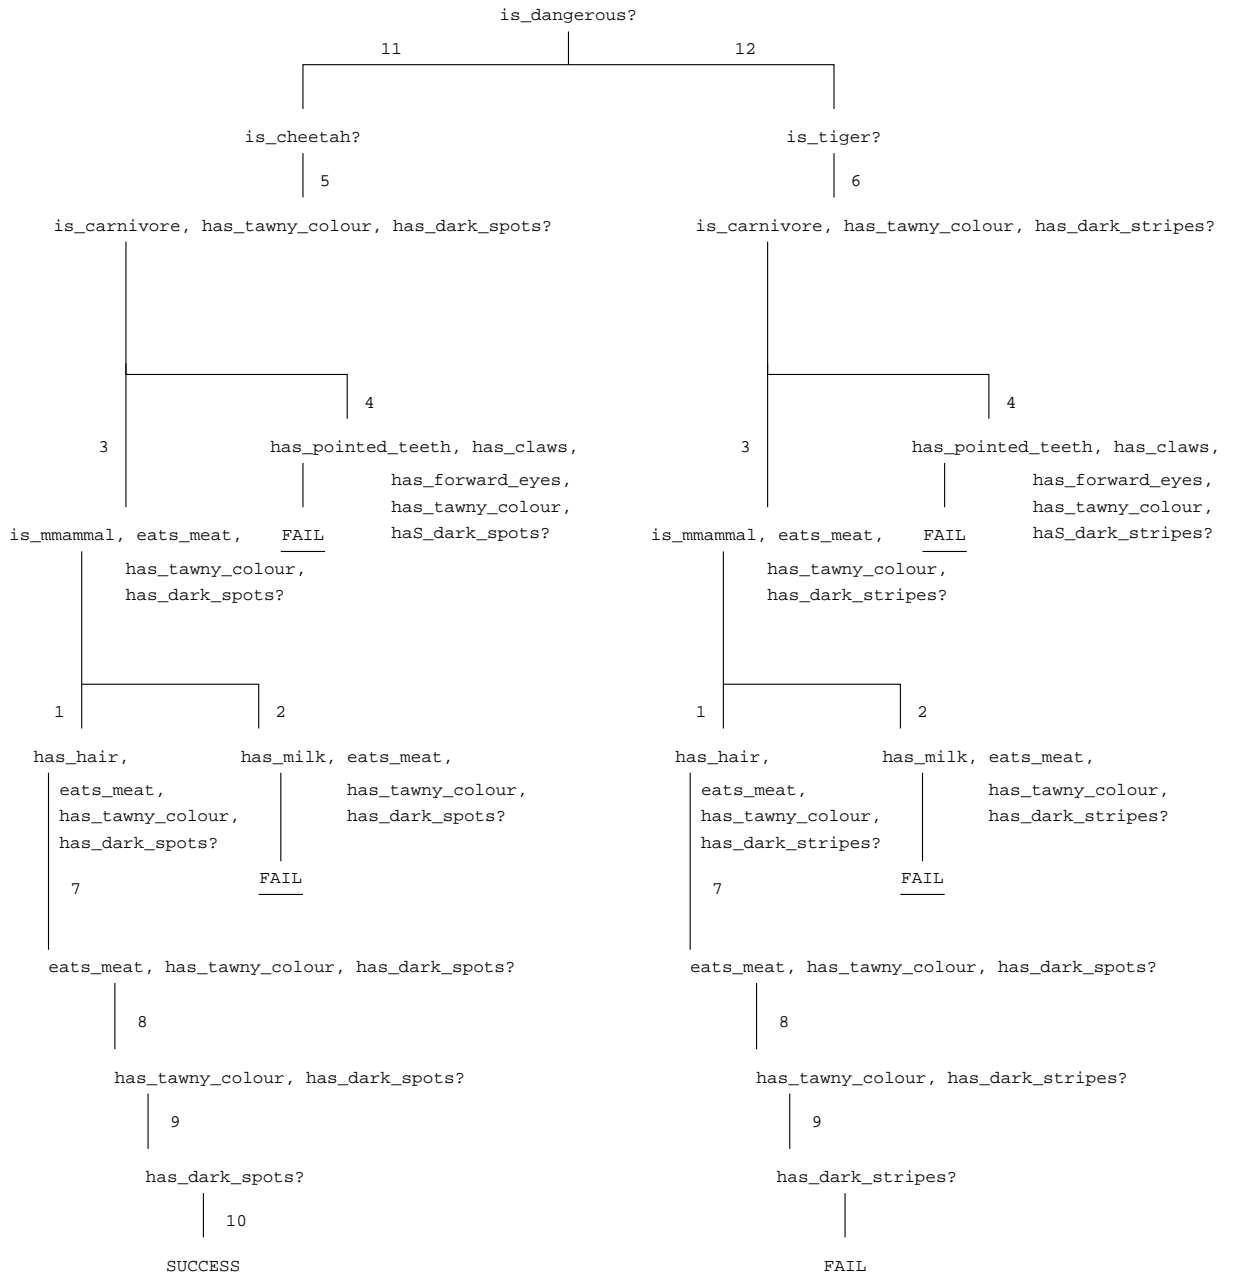 is_dangerous?
11
12
is_cheetah?
is_tiger?
5
6
is_carnivore, has_tawny_colour, has_dark_spots?
is_carnivore, has_tawny_colour, has_dark_stripes?
4
4
3
has_pointed_teeth, has_claws,
3
has_pointed_teeth, has_claws,
has_forward_eyes,
has_tawny_colour,
haS_dark_spots?
has_forward_eyes,
has_tawny_colour,
haS_dark_stripes?
is_mmammal, eats_meat,
FAIL
is_mmammal, eats_meat,
FAIL
has_tawny_colour,
has_dark_spots?
has_tawny_colour,
has_dark_stripes?
1
2
1
2
has_hair,
eats_meat,
has_tawny_colour,
has_dark_spots?
has_milk, eats_meat,
has_tawny_colour,
has_dark_spots?
has_hair,
eats_meat,
has_tawny_colour,
has_dark_stripes?
has_milk, eats_meat,
has_tawny_colour,
has_dark_stripes?
7
FAIL
7
FAIL
eats_meat, has_tawny_colour, has_dark_spots?
eats_meat, has_tawny_colour, has_dark_spots?
8
8
has_tawny_colour, has_dark_spots?
has_tawny_colour, has_dark_stripes?
9
9
has_dark_spots?
has_dark_stripes?
10
SUCCESS
FAIL